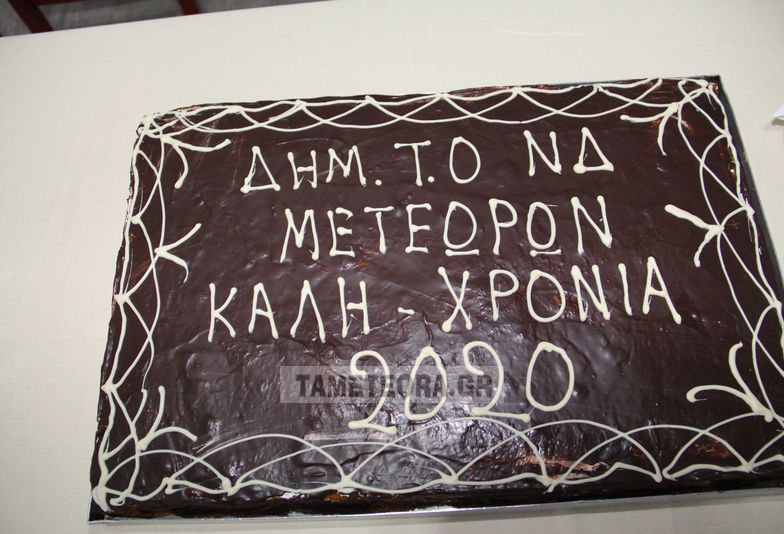 ΔΗΜ. Τ.Ο ΝΔ
ΜΕΤΕΩΡΩΝ
ΚΑΛΗ - ΧΡΟΝΙΑ
2020
TAMETEORA.GR